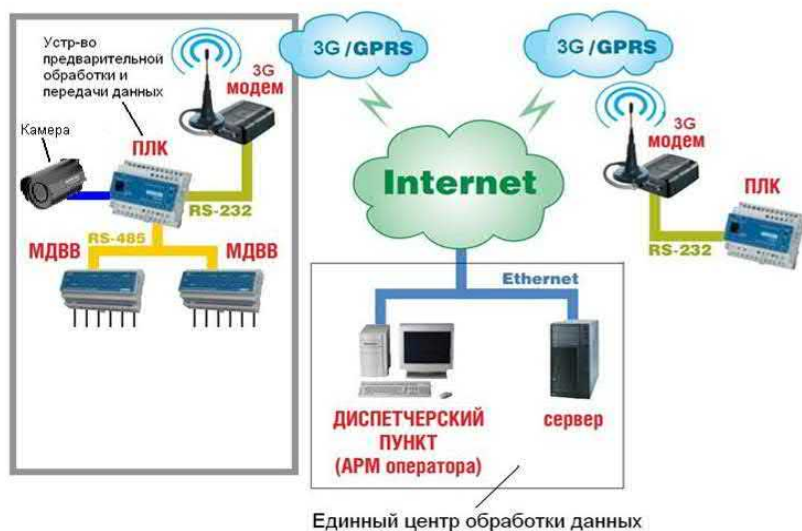 Устр-во
предварительной
обработки и
передачи данных
3G
модем
Камера
ПЛК
RS-232
RS-485
МДВВ
МДВВ
3G/GPRS
3G/GPRS
Internet
3G
модем
ПЛК
RS-232
Ethernet
ДИСПЕТЧЕРСКИЙ
ПУНКТ
(АРМ оператора)
сервер
Единный центр обработки данных